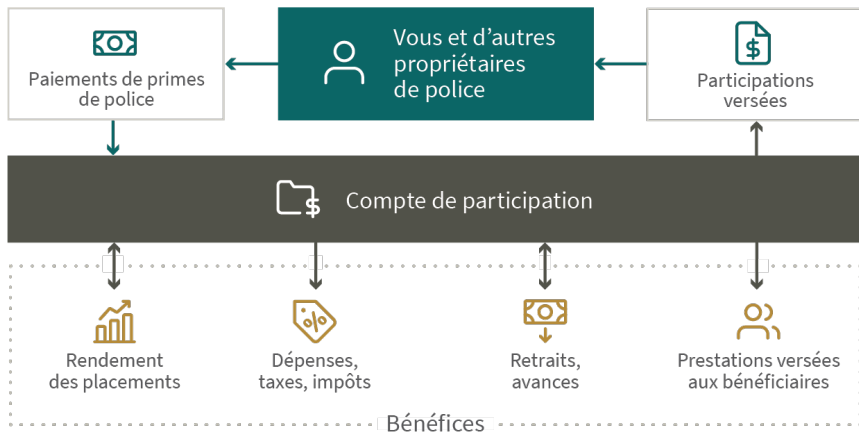 Paiements de primes
de police
Vous et d’autres
propriétaires
de police
Participations
versées
Compte de participation
Rendement
des placements
Dépenses,
taxes, impôts
Retraits,
avances
Prestations versées
aux bénéficiaires
Bénéfices